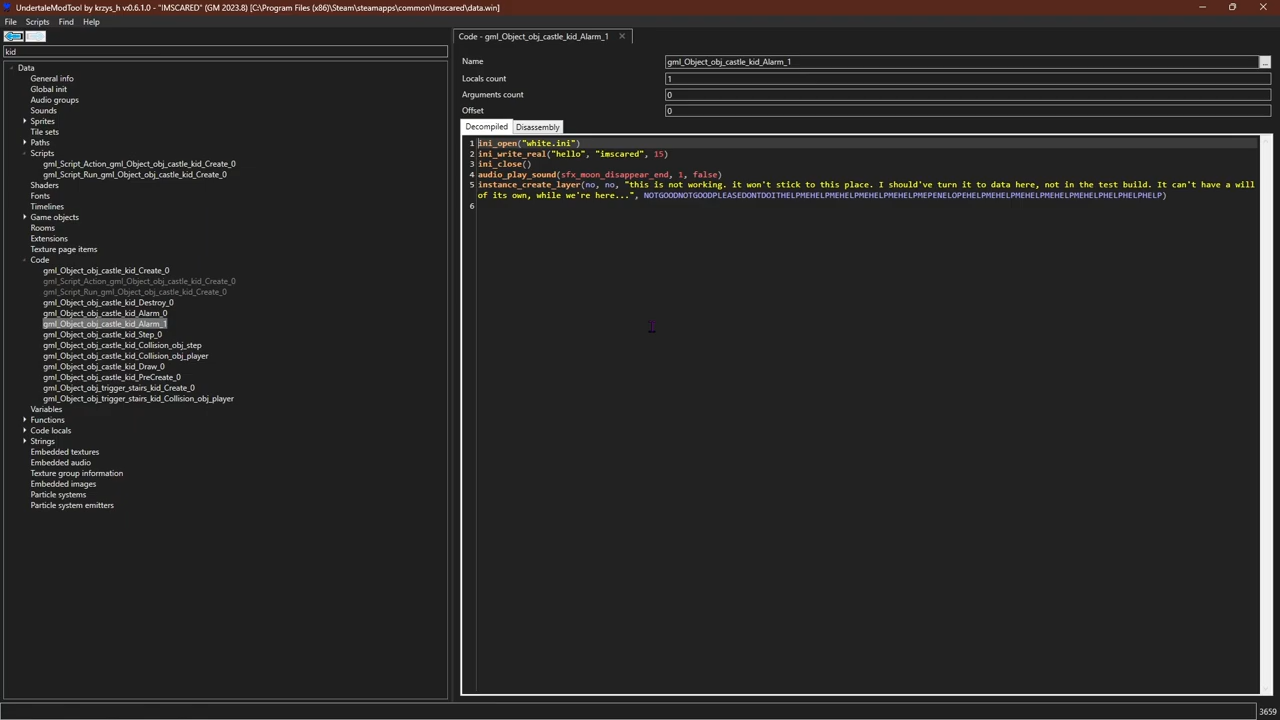 UndertaleModTool by krzys_h v:0.6.1.0 - "IMSCARED" (GM 2023.8) [C:\Program Files (x86)\Steam\steamapps\common\Imscared\data.win]
File Scripts Find Help
kid
Data
General info
Global init
Audio groups
Sounds
Sprites
Tile sets
Paths
Scripts
gml_Script_Action_gml_Object_obj_castle_kid_Create_0
gml_Script_Run_gml_Object_obj_castle_kid_Create_0
Shaders
Fonts
Timelines
Game objects
Rooms
Extensions
Texture page items
Code
gml_Object_obj_castle_kid_Create_0
gml_Script_Action_gml_Object_obj_castle_kid_Create_0
gml_Script_Run_gml_Object_obj_castle_kid_Create_0
gml_Object_obj_castle_kid_Destroy_0
gml_Object_obj_castle_kid_Alarm_0
gml_Object_obj_castle_kid_Alarm_1
gml_Object_obj_castle_kid_Step_0
gml_Object_obj_castle_kid_Collision_obj_step
gml_Object_obj_castle_kid_Collision_obj_player
gml_Object_obj_castle_kid_Draw_0
gml_Object_obj_castle_kid_PreCreate_0
gml_Object_obj_trigger_stairs_kid_Create_0
gml_Object_obj_trigger_stairs_kid_Collision_obj_player
Variables
Functions
Code locals
Strings
Embedded textures
Embedded audio
Texture group information
Embedded images
Particle systems
Particle system emitters
Code - gml_Object_obj_castle_kid_Alarm_1
Name gml_Object_obj_castle_kid_Alarm_1 ...
Locals count 1
Arguments count 0
Offset 0
Decompiled Disassembly
1 ini_open("white.ini")
2 ini_write_real("hello", "imscared", 15)
3 ini_close()
4 audio_play_sound(sfx_moon_disappear_end, 1, false)
5 instance_create_layer(no, no, "this is not working. it won't stick to this place. I should've turn it to data here, not in the test build. It can't have a will
of its own, while we're here...", NOTGOODNOTGOODPLEASEDONTDOITHELPMEHELPMEHELPMEHELPMEHELPMEHELPMEPENELOPEHELPMEHELPMEHELPMEHELPMEHELPMEHELPHELPHELPHELP)
6
3659